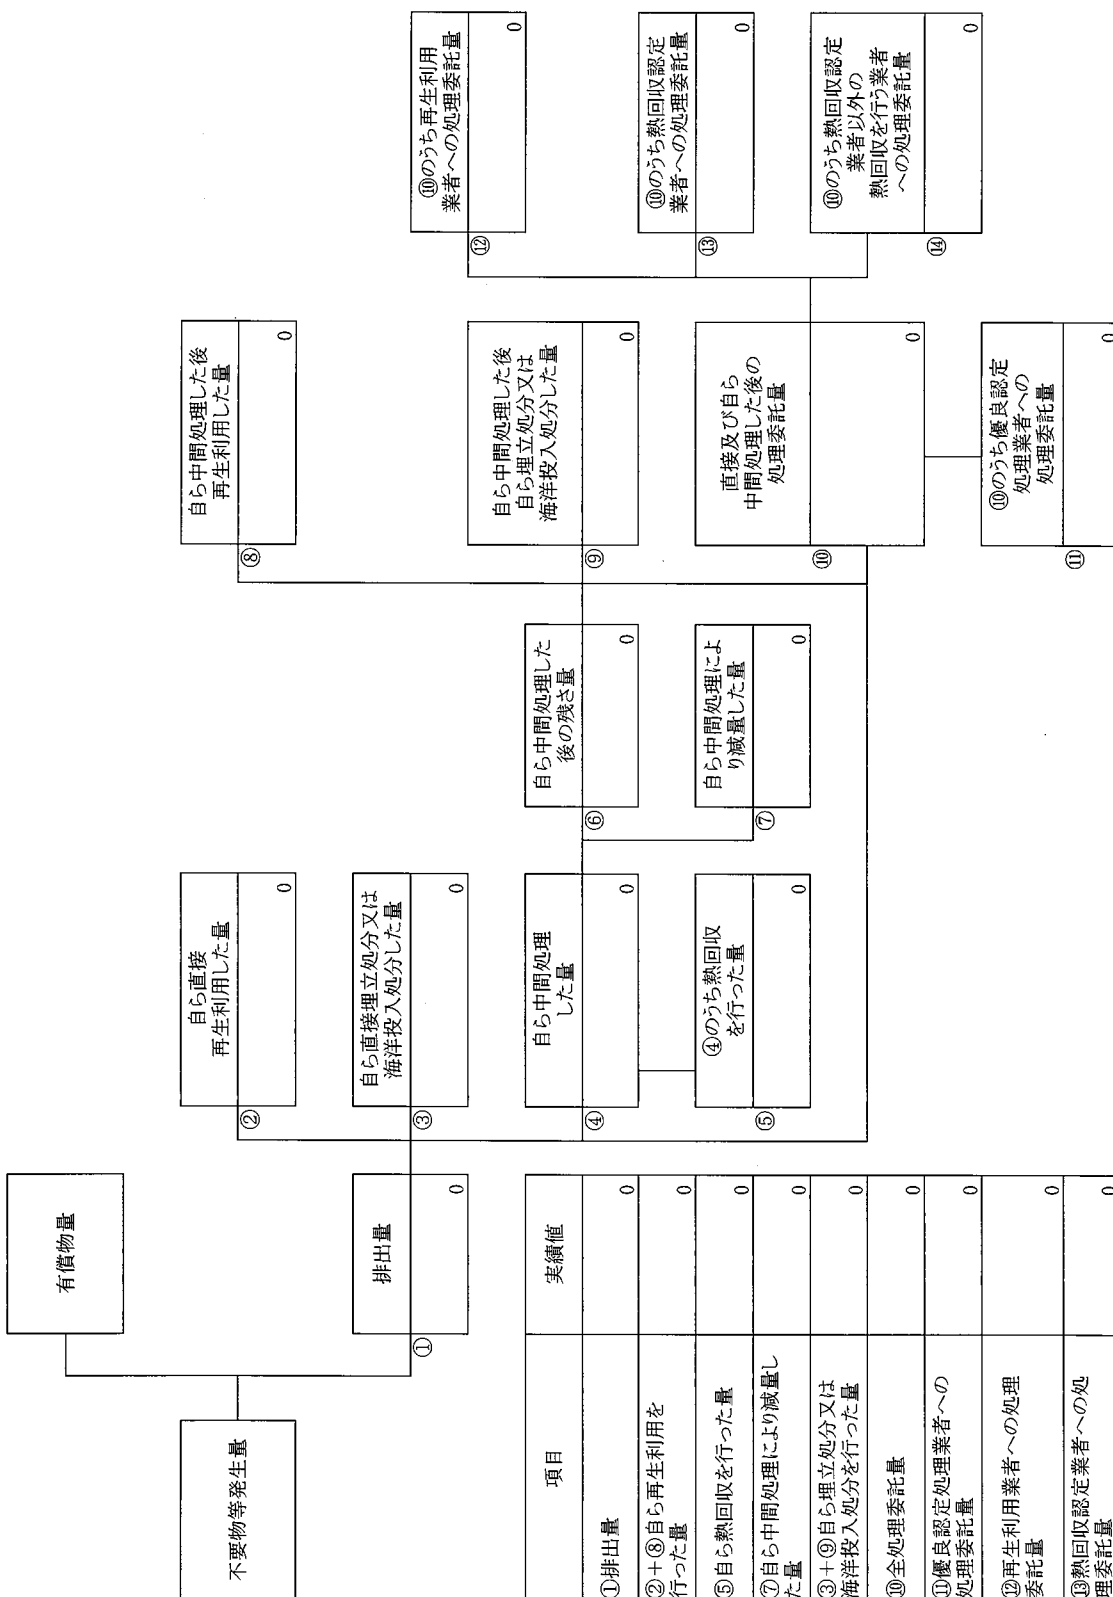 不要物等発生量
有償物量
排出量
①
0
自ら直接
再生利用した量
②
0
自ら直接埋立処分又は
海洋投入処分した量
③
0
自ら中間処理
した量
④
0
④のうち熱回収
を行った量
⑤
0
自ら中間処理した
後の残さ量
⑥
0
自ら中間処理によ
り減量した量
⑦
0
自ら中間処理した後
再生利用した量
⑧
0
自ら中間処理した後
自ら埋立処分又は
海洋投入処分した量
⑨
0
直接及び自ら
中間処理した後の
処理委託量
⑩
0
⑩のうち優良認定
処理業者への
処理委託量
⑪
0
⑩のうち再生利用
業者への処理委託量
⑫
0
⑩のうち熱回収認定
業者への処理委託量
⑬
0
⑩のうち熱回収認定
業者以外の
熱回収を行う業者
への処理委託量
⑭
0
項目 実績値
①排出量 0
②+⑧自ら再生利用を
行った量 0
⑤自ら熱回収を行った量 0
⑦自ら中間処理により減量し
た量 0
③+⑨自ら埋立処分又は
海洋投入処分を行った量 0
⑩全処理委託量 0
⑪優良認定処理業者への
処理委託量 0
⑫再生利用業者への処理
委託量 0
⑬熱回収認定業者への処
理委託量 0